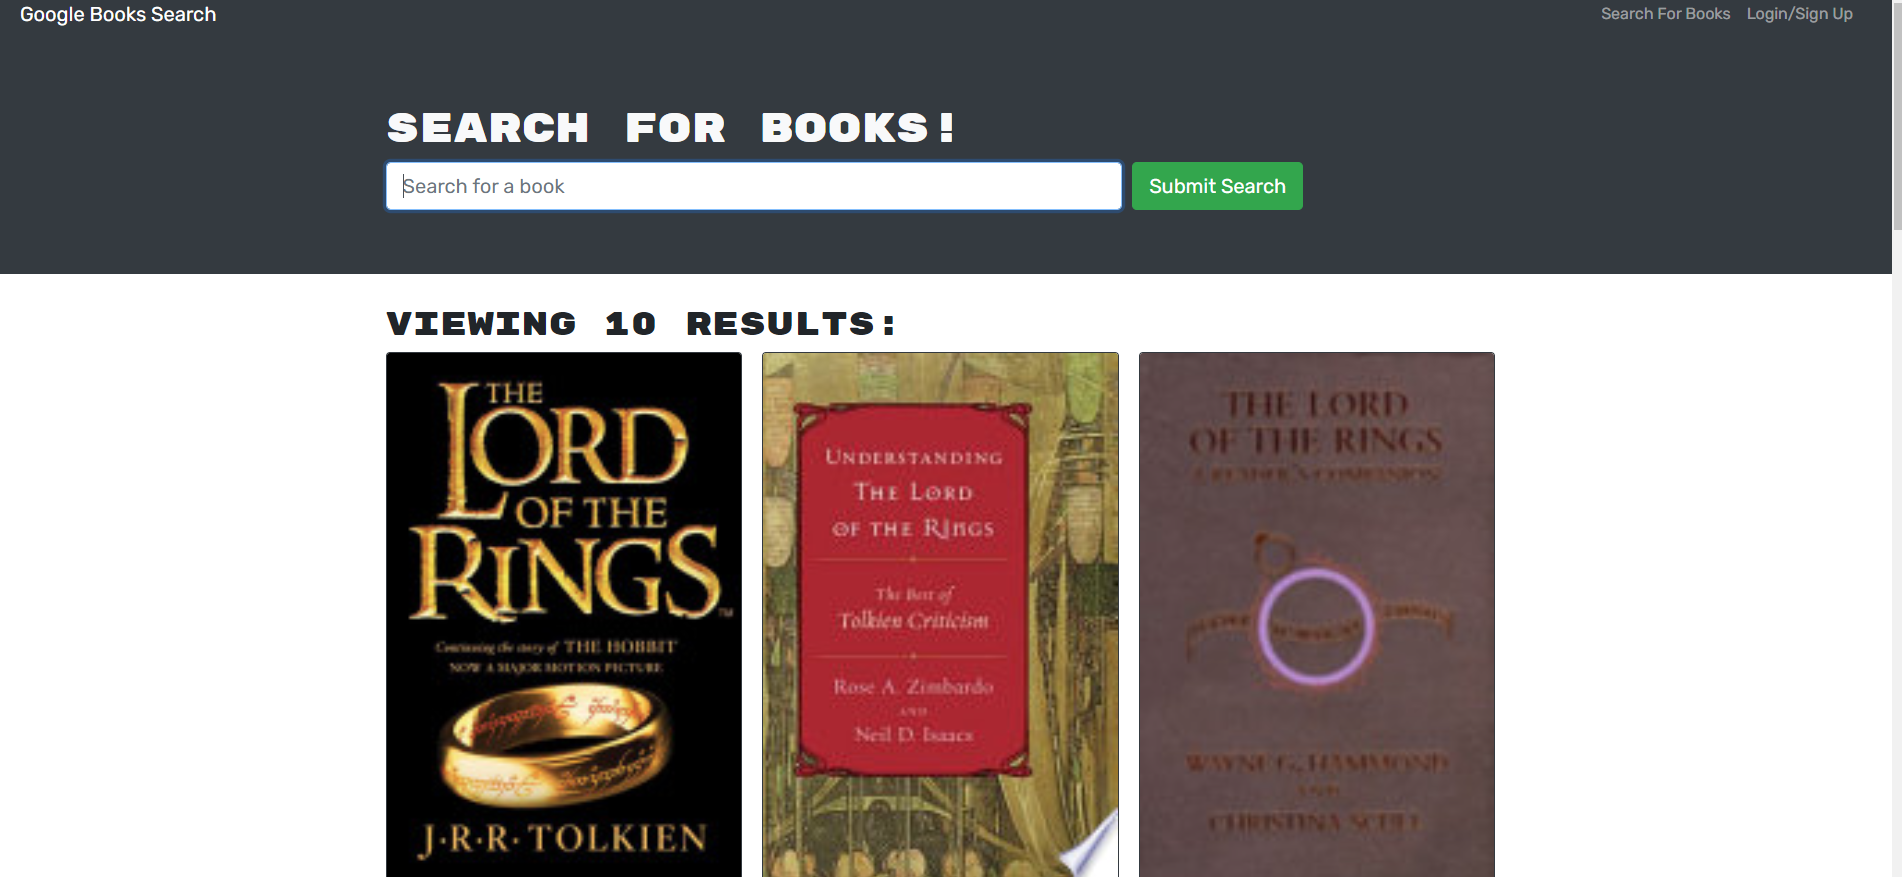 Google Books Search
Search For Books
Login/Sign Up
SEARCH FOR BOOKS!
Search for a book
Submit Search
VIEWING 10 RESULTS:
THE
LORD
OF THE
RINGS™
Continuing the story of THE HOBBIT
NOW A MAJOR MOTION PICTURE
J·R·R·TOLKIEN
UNDERSTANDING
THE LORD
OF THE RINGS
The Best of
Tolkien Criticism
Rose A. Zimbardo
AND
Neil D. Isaacs
THE LORD
OF THE RINGS
A READER'S COMPANION
WAYNE G. HAMMOND
AND
CHRISTINA SCULL